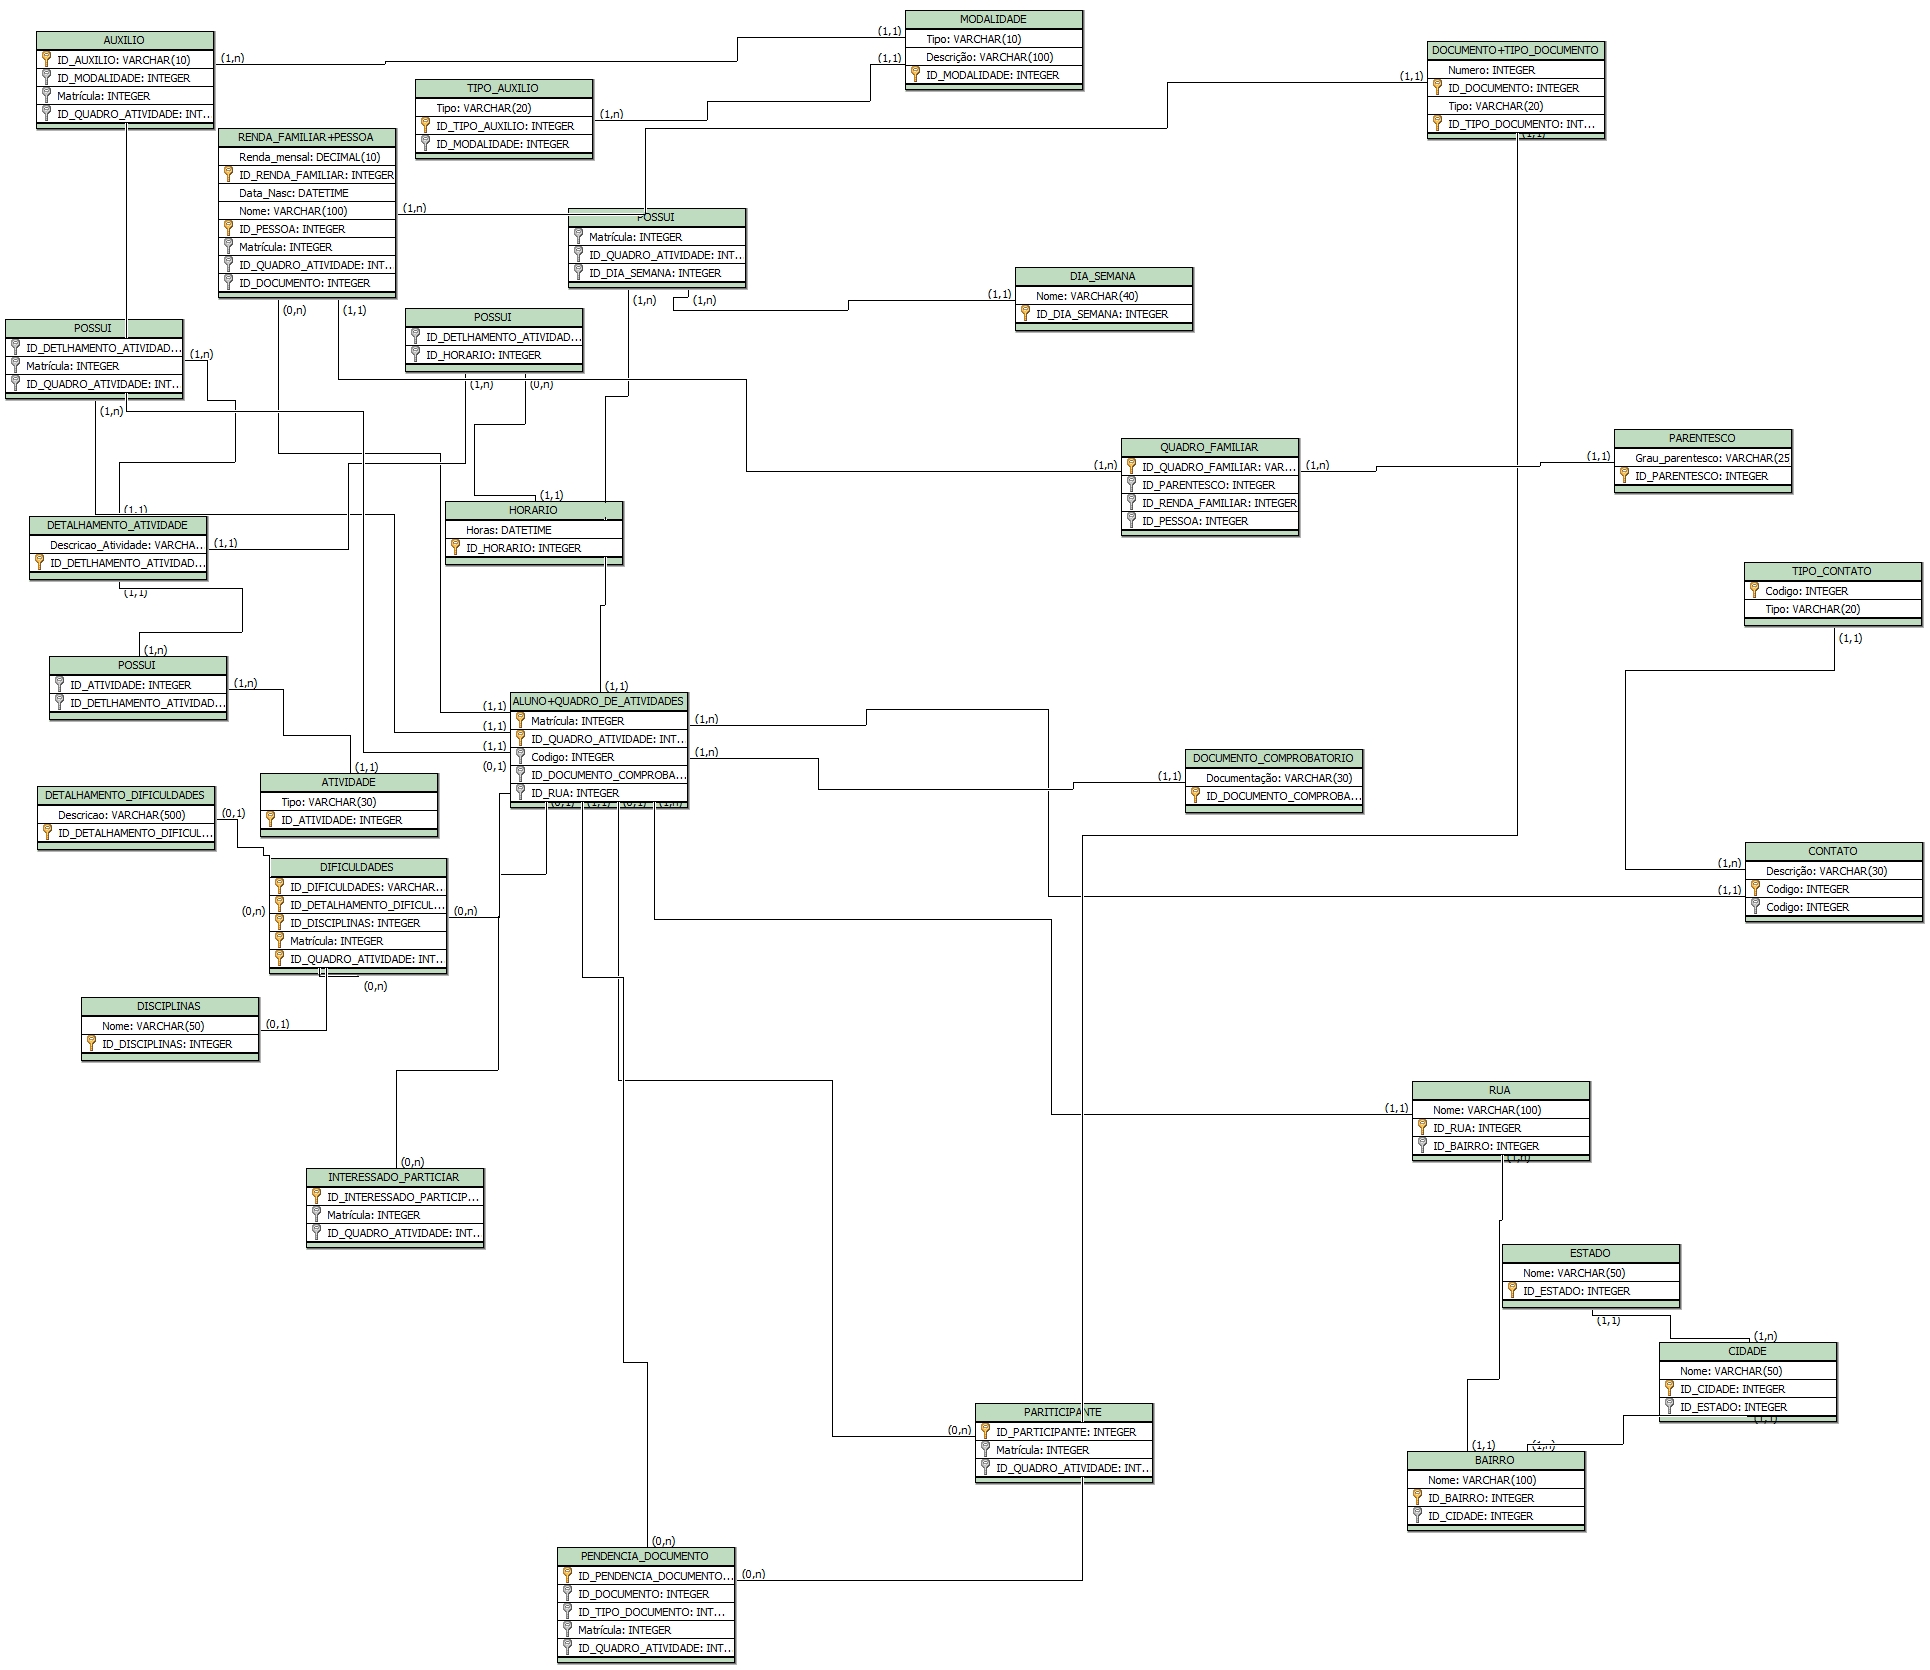 AUXILIO
ID_AUXILIO: VARCHAR(10)
ID_MODALIDADE: INTEGER
Matrícula: INTEGER
ID_QUADRO_ATIVIDADE: INT...
(1,n)
(1,1)
MODALIDADE
Tipo: VARCHAR(10)
Descrição: VARCHAR(100)
ID_MODALIDADE: INTEGER
(1,1)
TIPO_AUXILIO
Tipo: VARCHAR(20)
ID_TIPO_AUXILIO: INTEGER
ID_MODALIDADE: INTEGER
(1,n)
DOCUMENTO+TIPO_DOCUMENTO
Numero: INTEGER
ID_DOCUMENTO: INTEGER
Tipo: VARCHAR(20)
ID_TIPO_DOCUMENTO: INT...
(1,1)
(1,1)
RENDA_FAMILIAR+PESSOA
Renda_mensal: DECIMAL(10)
ID_RENDA_FAMILIAR: INTEGER
Data_Nasc: DATETIME
Nome: VARCHAR(100)
ID_PESSOA: INTEGER
Matrícula: INTEGER
ID_QUADRO_ATIVIDADE: INT...
ID_DOCUMENTO: INTEGER
(1,n)
(0,n)
(1,1)
POSSUI
Matrícula: INTEGER
ID_QUADRO_ATIVIDADE: INT...
ID_DIA_SEMANA: INTEGER
(1,n)
(1,n)
(1,1)
DIA_SEMANA
Nome: VARCHAR(40)
ID_DIA_SEMANA: INTEGER
POSSUI
ID_DETLHAMENTO_ATIVIDAD...
Matrícula: INTEGER
ID_QUADRO_ATIVIDADE: INT...
(1,n)
(1,n)
POSSUI
ID_DETLHAMENTO_ATIVIDAD...
ID_HORARIO: INTEGER
(1,n)
(0,n)
QUADRO_FAMILIAR
ID_QUADRO_FAMILIAR: VAR...
ID_PARENTESCO: INTEGER
ID_RENDA_FAMILIAR: INTEGER
ID_PESSOA: INTEGER
(1,n)
(1,n)
(1,1)
PARENTESCO
Grau_parentesco: VARCHAR(25
ID_PARENTESCO: INTEGER
(1,1)
HORARIO
Horas: DATETIME
ID_HORARIO: INTEGER
(1,1)
DETALHAMENTO_ATIVIDADE
Descricao_Atividade: VARCHA...
ID_DETLHAMENTO_ATIVIDAD...
(1,1)
(1,1)
TIPO_CONTATO
Codigo: INTEGER
Tipo: VARCHAR(20)
(1,1)
(1,n)
POSSUI
ID_ATIVIDADE: INTEGER
ID_DETLHAMENTO_ATIVIDAD...
(1,n)
(1,1)
(1,1)
(1,1)
(1,1)
(0,1)
ALUNO+QUADRO_DE_ATIVIDADES
Matrícula: INTEGER
ID_QUADRO_ATIVIDADE: INT...
Codigo: INTEGER
ID_DOCUMENTO_COMPROBA...
ID_RUA: INTEGER
(0,1)
(1,1)
(0,1)
(1,n)
(1,n)
(1,n)
(1,1)
DOCUMENTO_COMPROBATORIO
Documentação: VARCHAR(30)
ID_DOCUMENTO_COMPROBA...
(1,1)
ATIVIDADE
Tipo: VARCHAR(30)
ID_ATIVIDADE: INTEGER
DETALHAMENTO_DIFICULDADES
Descricao: VARCHAR(500)
ID_DETALHAMENTO_DIFICUL...
(0,1)
CONTATO
Descrição: VARCHAR(30)
Codigo: INTEGER
Codigo: INTEGER
(1,n)
(1,1)
DIFICULDADES
ID_DIFICULDADES: VARCHAR...
ID_DETALHAMENTO_DIFICUL...
ID_DISCIPLINAS: INTEGER
Matrícula: INTEGER
ID_QUADRO_ATIVIDADE: INT...
(0,n)
(0,n)
(0,n)
DISCIPLINAS
Nome: VARCHAR(50)
ID_DISCIPLINAS: INTEGER
(0,1)
(1,1)
RUA
Nome: VARCHAR(100)
ID_RUA: INTEGER
ID_BAIRRO: INTEGER
(1,n)
(0,n)
INTERESSADO_PARTICIAR
ID_INTERESSADO_PARTICIP...
Matrícula: INTEGER
ID_QUADRO_ATIVIDADE: INT...
ESTADO
Nome: VARCHAR(50)
ID_ESTADO: INTEGER
(1,1)
(1,n)
CIDADE
Nome: VARCHAR(50)
ID_CIDADE: INTEGER
ID_ESTADO: INTEGER
(1,1)
(0,n)
PARITICIPANTE
ID_PARTICIPANTE: INTEGER
Matrícula: INTEGER
ID_QUADRO_ATIVIDADE: INT...
(1,1)
(1,n)
BAIRRO
Nome: VARCHAR(100)
ID_BAIRRO: INTEGER
ID_CIDADE: INTEGER
(0,n)
PENDENCIA_DOCUMENTO
ID_PENDENCIA_DOCUMENTO...
ID_DOCUMENTO: INTEGER
ID_TIPO_DOCUMENTO: INT...
Matrícula: INTEGER
ID_QUADRO_ATIVIDADE: INT...
(0,n)